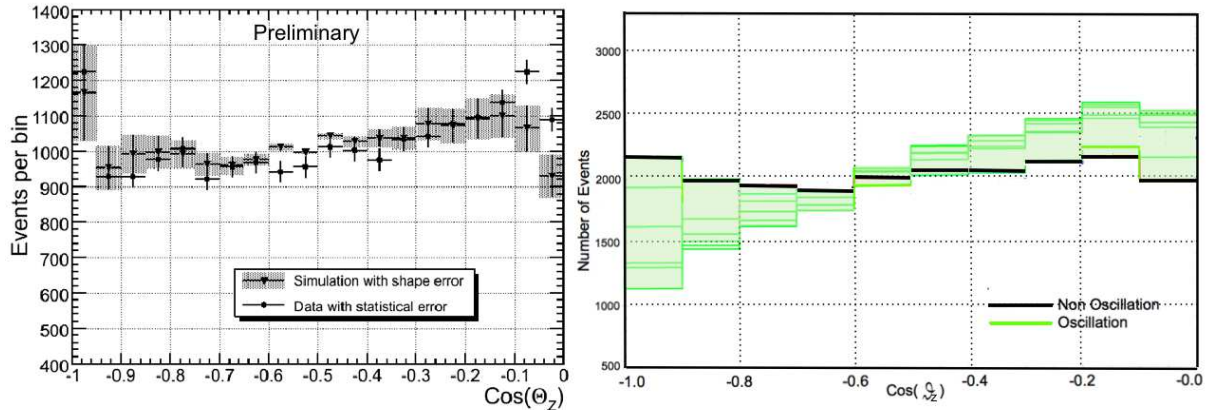 Preliminary
Events per bin
1400
1300
1200
1100
1000
900
800
700
600
500
400
Simulation with shape error
Data with statistical error
-1 -0.9 -0.8 -0.7 -0.6 -0.5 -0.4 -0.3 -0.2 -0.1 0
Cos(Θz)
Number of Events
3000
2500
2000
1500
1000
500
Non Oscillation
Oscillation
-1.0 -0.8 -0.6 -0.4 -0.2 -0.0
Cos(